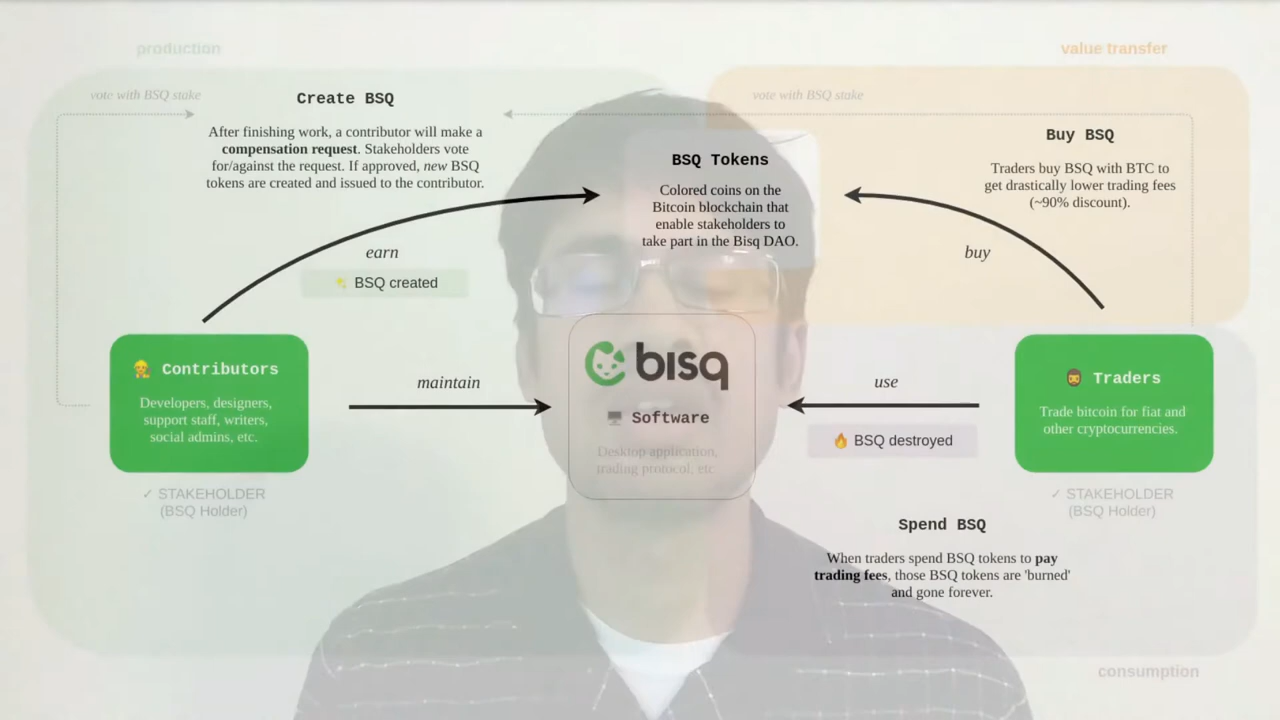 production
value transfer
vote with BSQ stake
Create BSQ
After finishing work, a contributor will make a
compensation request. Stakeholders vote
for/against the request. If approved, new BSQ
tokens are created and issued to the contributor.
vote with BSQ stake
BSQ Tokens
Colored coins on the
Bitcoin blockchain that
enable stakeholders to
take part in the Bisq DAO.
Buy BSQ
Traders buy BSQ with BTC to
get drastically lower trading fees
(~90% discount).
earn
✨ BSQ created
buy
👷 Contributors
Developers, designers,
support staff, writers,
social admins, etc.
✓ STAKEHOLDER
(BSQ Holder)
maintain
bisq
🖥️ Software
Desktop application,
trading protocol, etc.
use
🔥 BSQ destroyed
🧔 Traders
Trade bitcoin for fiat and
other cryptocurrencies.
✓ STAKEHOLDER
(BSQ Holder)
Spend BSQ
When traders spend BSQ tokens to pay
trading fees, those BSQ tokens are 'burned'
and gone forever.
consumption